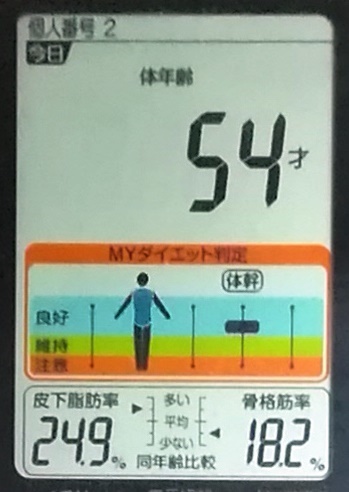 個人番号 2
今日
体年齢
54才
MYダイエット判定
体幹
良好
維持
注意
皮下脂肪率
24.9%
多い
平均
少ない
同年齢比較
骨格筋率
18.2%